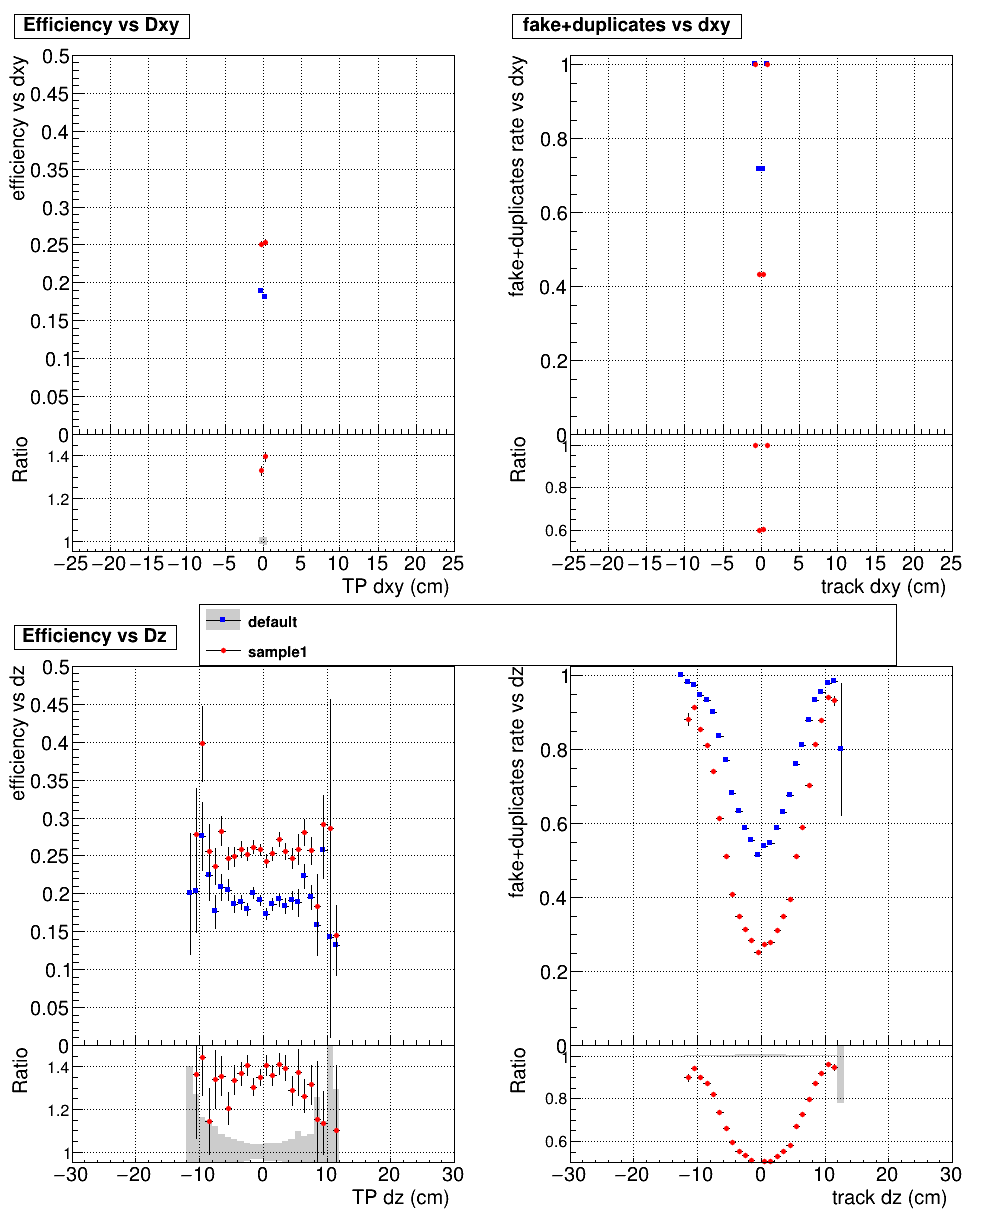 Efficiency vs Dxy
efficiency vs dxy
0.5
0.45
0.4
0.35
0.3
0.25
0.2
0.15
0.1
0.05
0
Ratio
1.4
1.2
1
−25 −20 −15 −10 −5 0 5 10 15 20 25
TP dxy (cm)
fake+duplicates vs dxy
fake+duplicates rate vs dxy
1
0.8
0.6
0.4
0.2
0
Ratio
1
0.8
0.6
−25 −20 −15 −10 −5 0 5 10 15 20 25
track dxy (cm)
default
sample1
Efficiency vs Dz
efficiency vs dz
0.5
0.45
0.4
0.35
0.3
0.25
0.2
0.15
0.1
0.05
0
Ratio
1.4
1.2
1
−30 −20 −10 0 10 20 30
TP dz (cm)
fake+duplicates rate vs dz
1
0.8
0.6
0.4
0.2
0
Ratio
1
0.8
0.6
−30 −20 −10 0 10 20 30
track dz (cm)